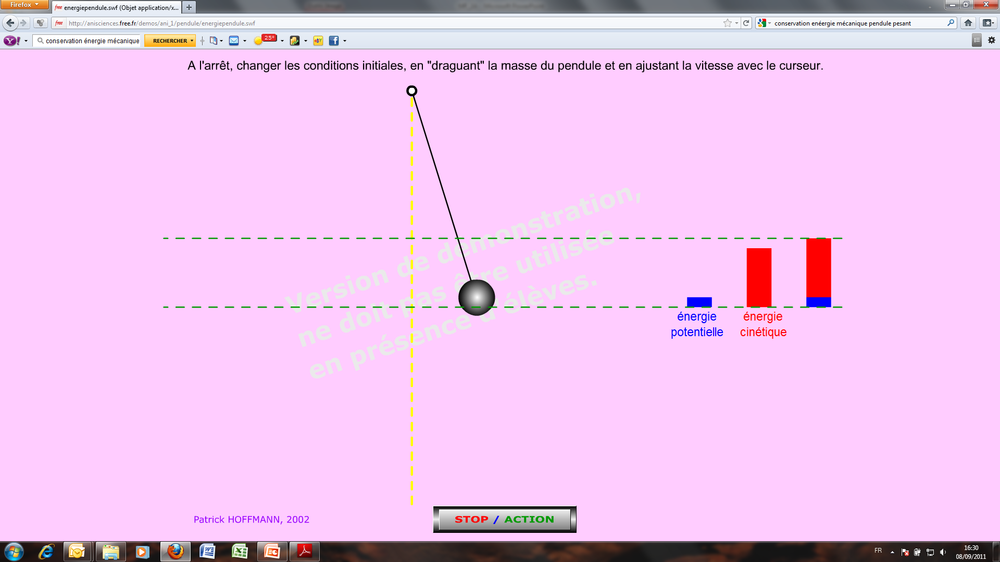 Firefox
free energiependule.swf (Objet application/x...
free http://anisciences.free.fr/demos/ani_1/pendule/energiependule.swf
conservation enéergie mécanique pendule pesant
Y! conservation énergie mécanique RECHERCHER 25° ebY f
A l'arrêt, changer les conditions initiales, en "draguant" la masse du pendule et en ajustant la vitesse avec le curseur.
Version de démonstration,
ne doit pas être utilisée
en présence d'élèves.
énergie
potentielle
énergie
cinétique
Patrick HOFFMANN, 2002
STOP / ACTION
FR
16:30
08/09/2011